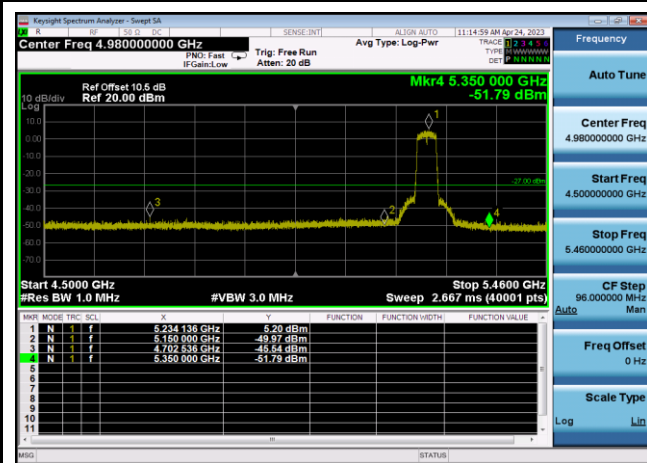 Keysight Spectrum Analyzer - Swept SA
R RF 50 Ω DC SENSE:INT ALIGN AUTO 11:14:59 AM Apr 24, 2023
Center Freq 4.980000000 GHz
PNO: Fast
IFGain:Low
Trig: Free Run
Atten: 20 dB
Avg Type: Log-Pwr
TRACE 1 2 3 4 5 6
TYPE M W W W W W
DET P N N N N N
Mkr4 5.350 000 GHz
-51.79 dBm
Ref Offset 10.5 dB
10 dB/div Ref 20.00 dBm
Log
10.0
0.00
-10.0
-20.0
-30.0
-40.0
-50.0
-60.0
-70.0
1
2
3
4
-27.00 dBm
Start 4.5000 GHz Stop 5.4600 GHz
#Res BW 1.0 MHz #VBW 3.0 MHz Sweep 2.667 ms (40001 pts)
MKR MODE TRC SCL X Y FUNCTION FUNCTION WIDTH FUNCTION VALUE
1 N 1 f 5.234 136 GHz 5.20 dBm
2 N 1 f 5.150 000 GHz -49.97 dBm
3 N 1 f 4.702 536 GHz -45.54 dBm
4 N 1 f 5.350 000 GHz -51.79 dBm
5
6
7
8
9
10
11
MSG STATUS
Frequency
Auto Tune
Center Freq
4.980000000 GHz
Start Freq
4.500000000 GHz
Stop Freq
5.460000000 GHz
CF Step
96.000000 MHz
Auto Man
Freq Offset
0 Hz
Scale Type
Log Lin